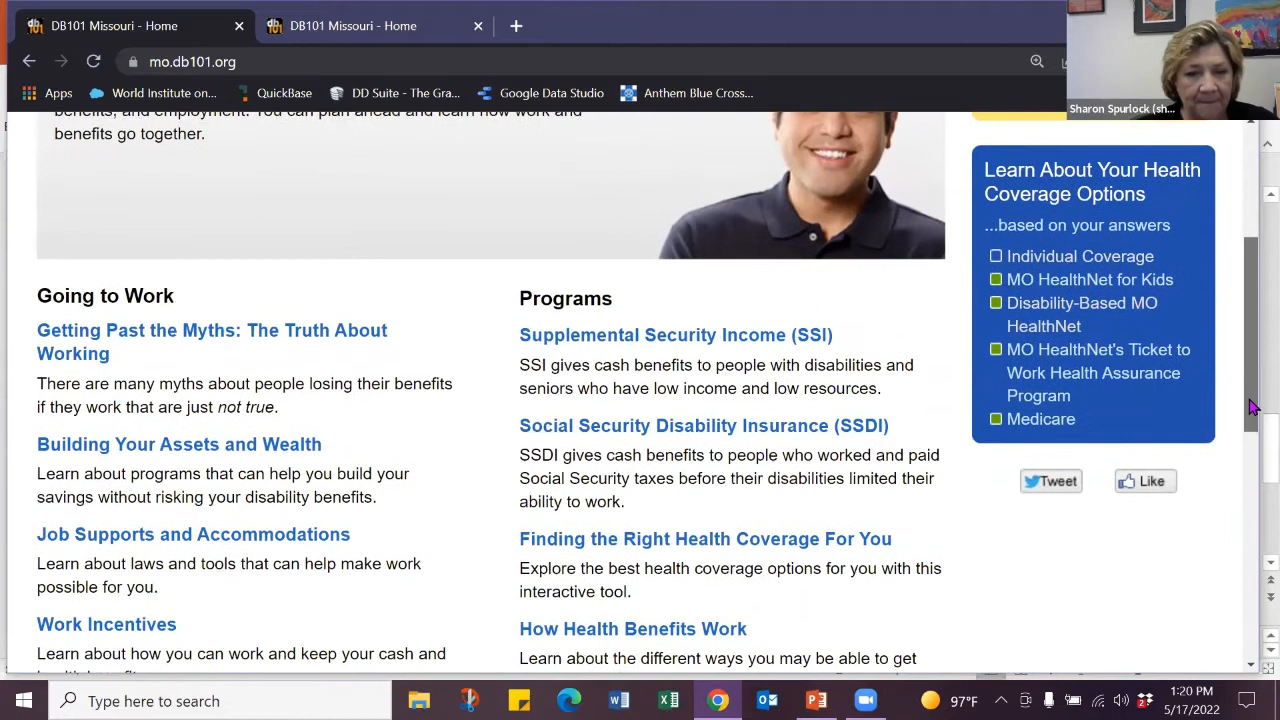 DB101 Missouri - Home
DB101 Missouri - Home
mo.db101.org
Apps
World Institute on...
QuickBase
DD Suite - The Gra...
Google Data Studio
Anthem Blue Cross...
Sharon Spurlock (sh...
benefits, and employment. You can plan ahead and learn how work and
benefits go together.
Going to Work
Getting Past the Myths: The Truth About
Working
There are many myths about people losing their benefits
if they work that are just not true.
Building Your Assets and Wealth
Learn about programs that can help you build your
savings without risking your disability benefits.
Job Supports and Accommodations
Learn about laws and tools that can help make work
possible for you.
Work Incentives
Learn about how you can work and keep your cash and
Programs
Supplemental Security Income (SSI)
SSI gives cash benefits to people with disabilities and
seniors who have low income and low resources.
Social Security Disability Insurance (SSDI)
SSDI gives cash benefits to people who worked and paid
Social Security taxes before their disabilities limited their
ability to work.
Finding the Right Health Coverage For You
Explore the best health coverage options for you with this
interactive tool.
How Health Benefits Work
Learn about the different ways you may be able to get
Learn About Your Health
Coverage Options
...based on your answers
Individual Coverage
MO HealthNet for Kids
Disability-Based MO
HealthNet
MO HealthNet's Ticket to
Work Health Assurance
Program
Medicare
Tweet
Like
Type here to search
97°F
1:20 PM
5/17/2022